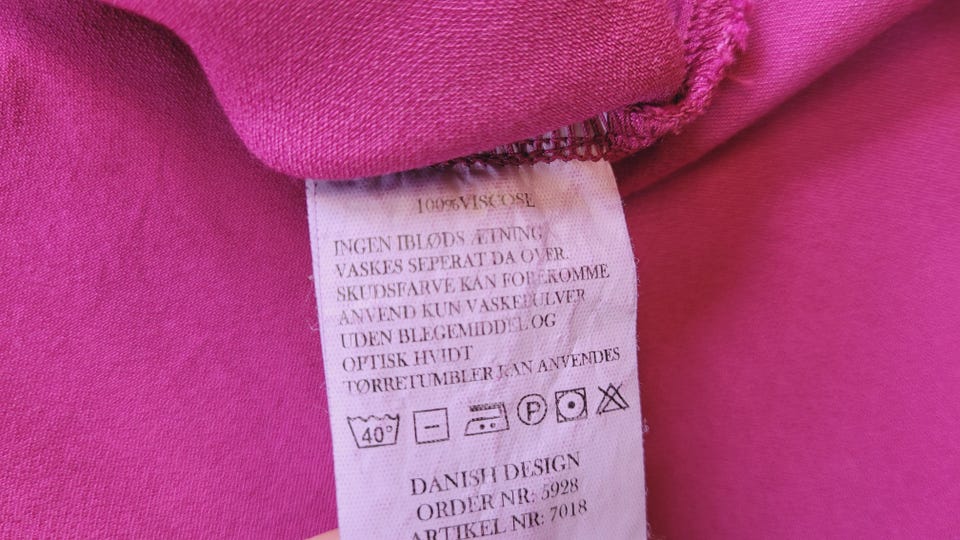 100%VISCOSE
INGEN IBLØDS ÆTNING
VASKES SEPERAT DA OVER.
SKUDSFARVE KAN FOREKOMME
ANVEND KUN VASKEPULVER
UDEN BLEGEMIDDEL OG
OPTISK HVIDT
TØRRETUMBLER KAN ANVENDES
40° P
DANISH DESIGN
ORDER NR: 5928
ARTIKEL NR: 7018